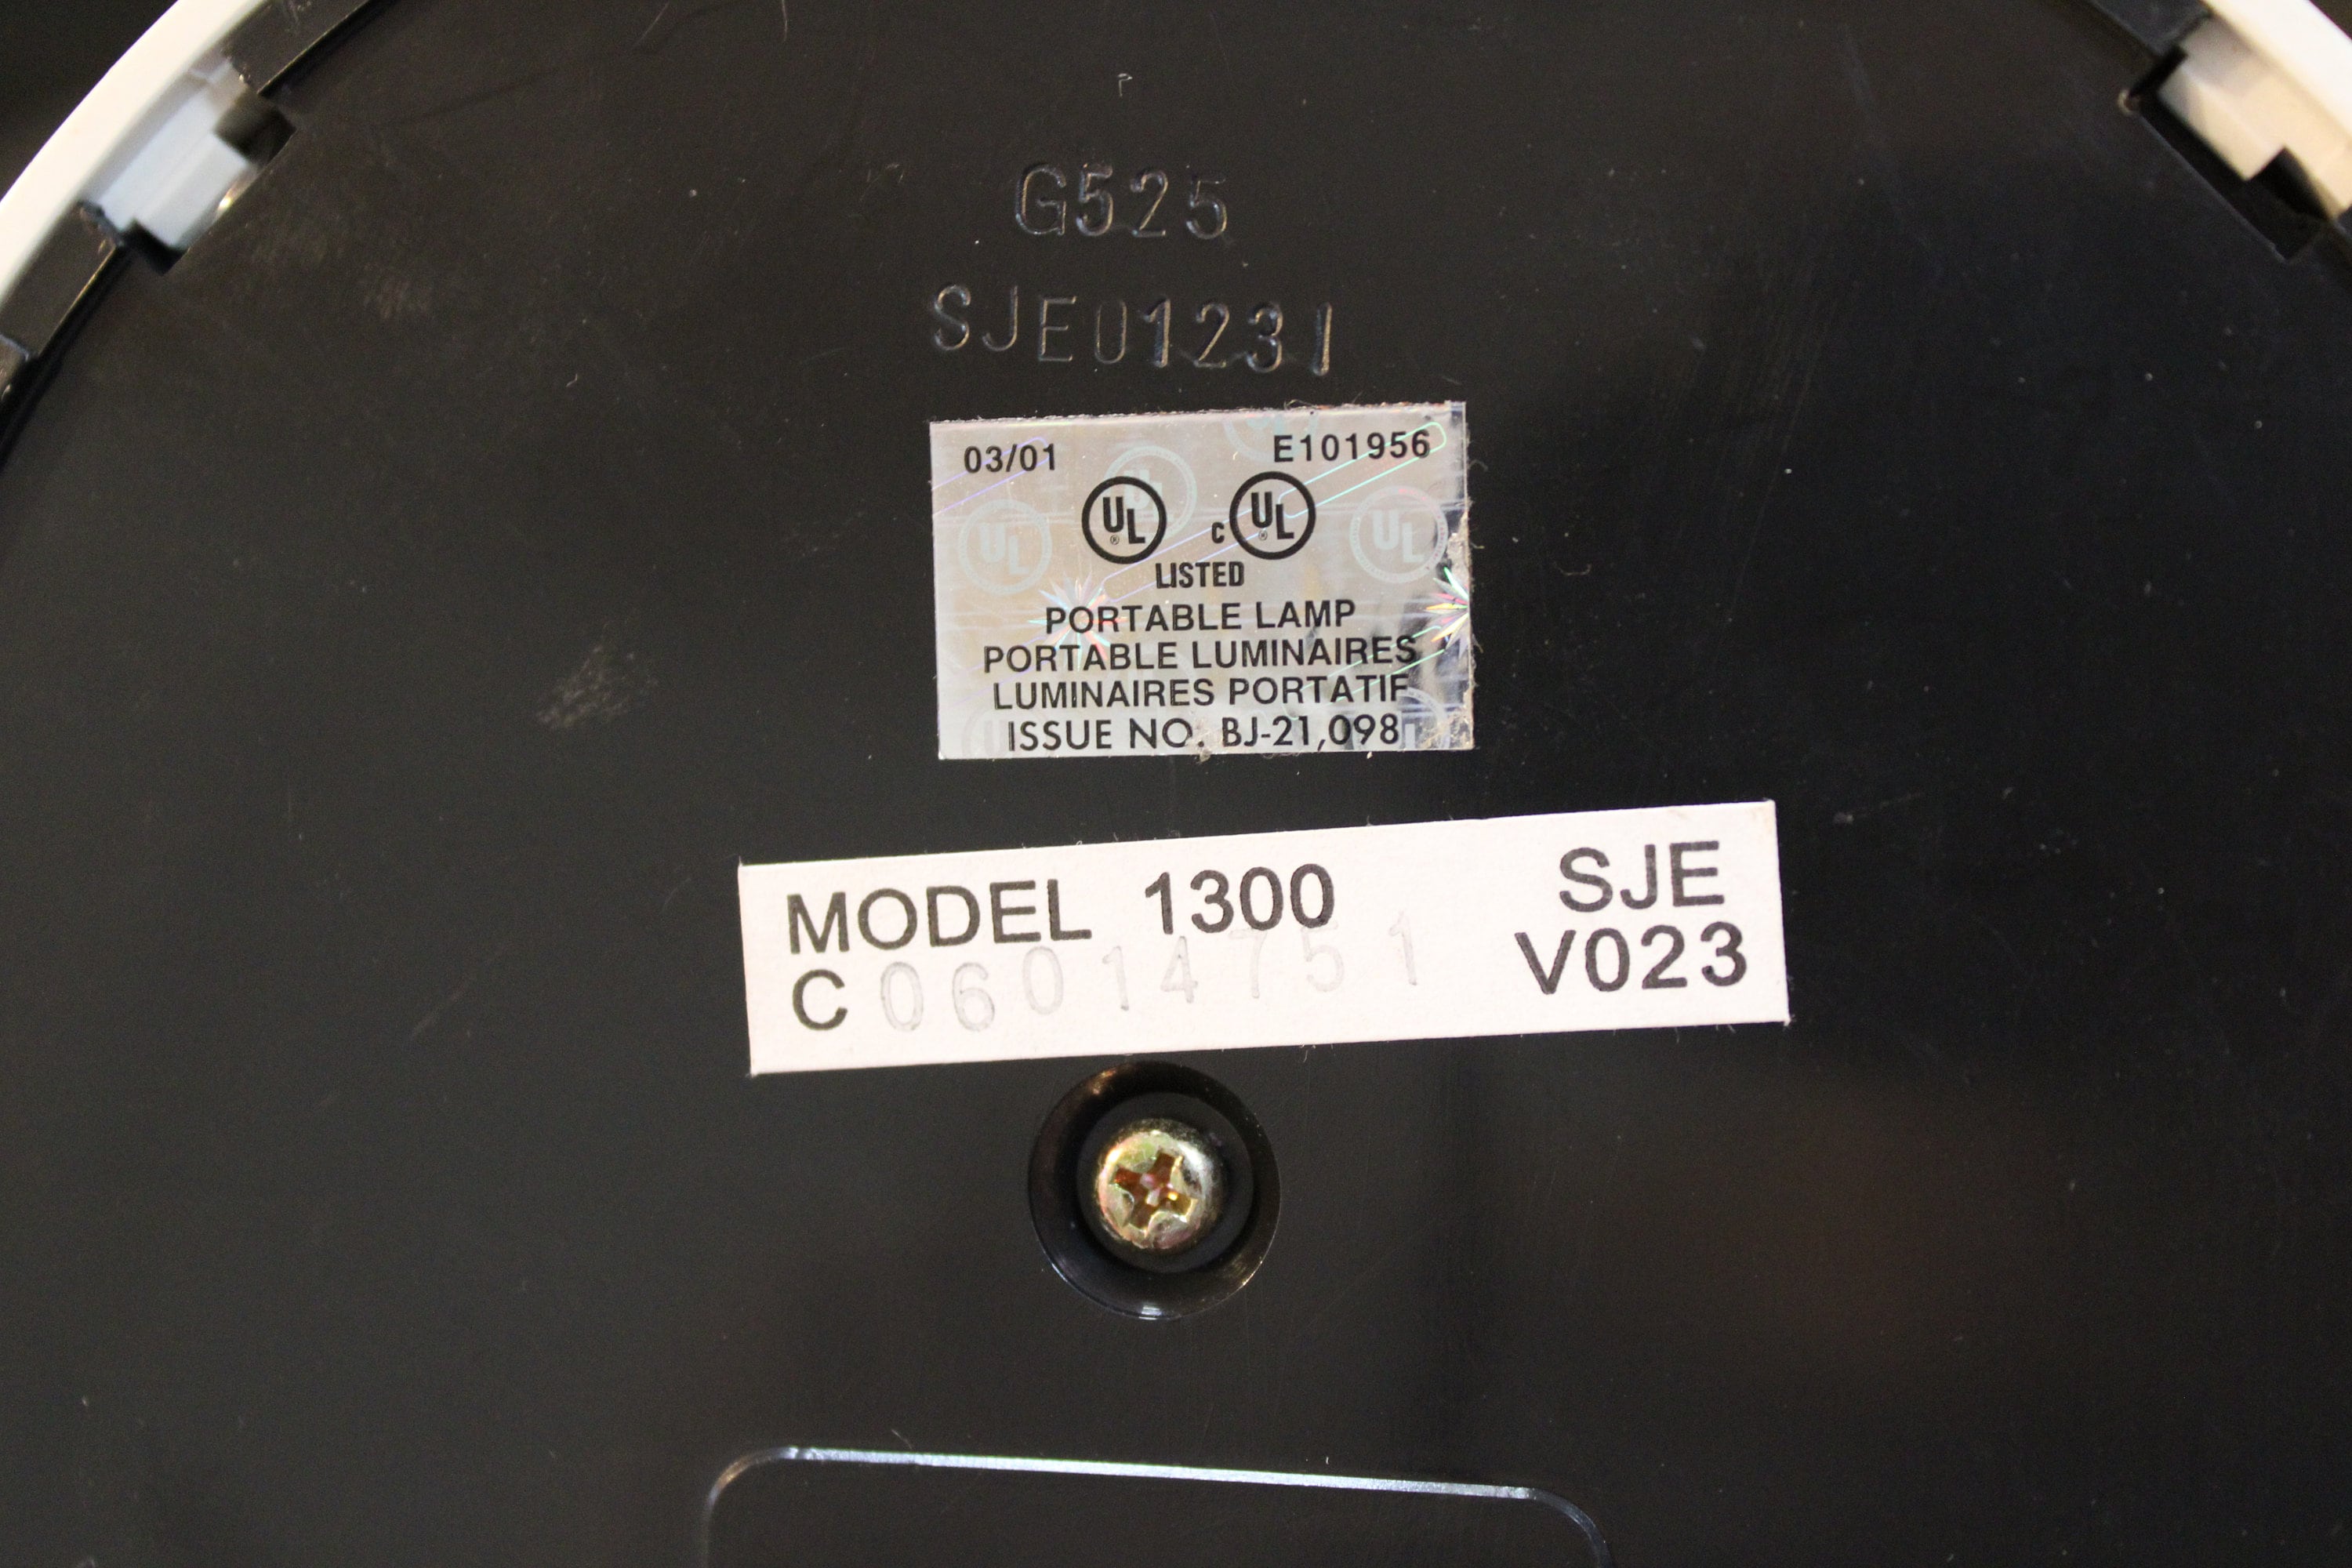 P
G525
SJE01231
03/01 E101956
UL c UL
LISTED
PORTABLE LAMP
PORTABLE LUMINAIRES
LUMINAIRES PORTATIF
ISSUE NO. BJ-21,098
MODEL 1300 SJE
C 06014751 V023